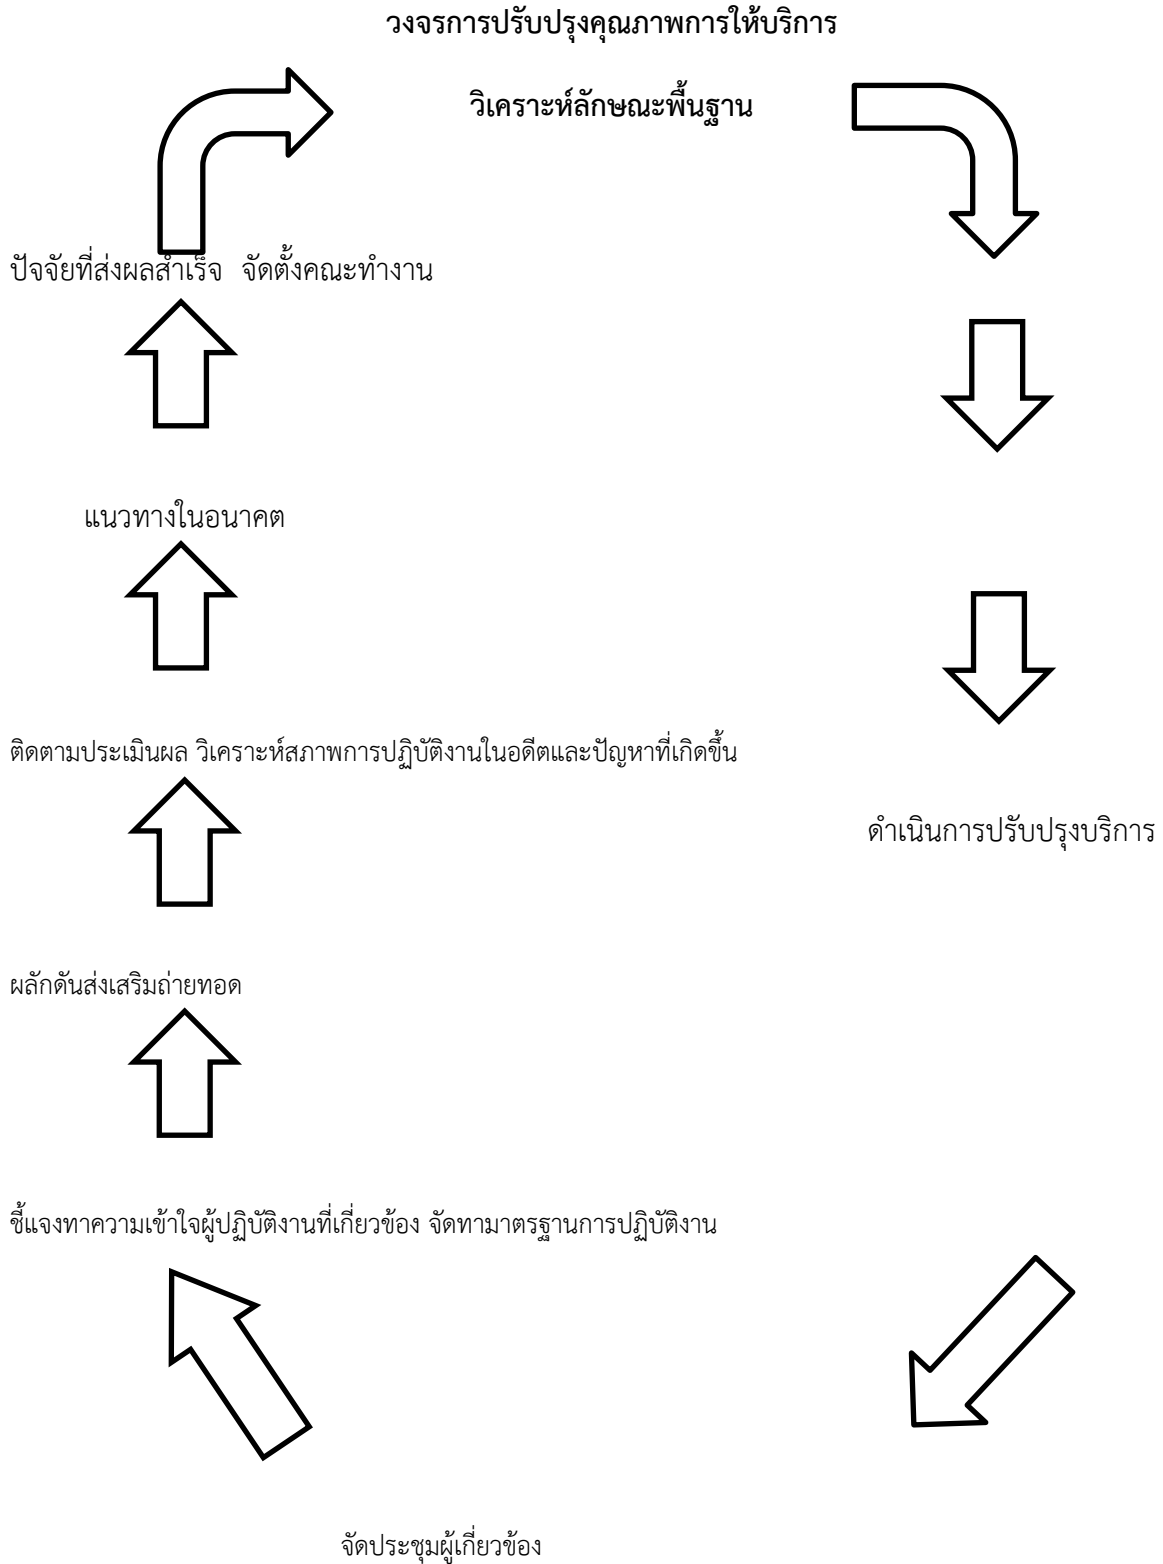 วงจรการปรับปรุงคุณภาพการให้บริการ
วิเคราะห์ลักษณะพื้นฐาน
ปัจจัยที่ส่งผลสำเร็จ จัดตั้งคณะทำงาน
แนวทางในอนาคต
ติดตามประเมินผล วิเคราะห์สภาพการปฏิบัติงานในอดีตและปัญหาที่เกิดขึ้น
ดำเนินการปรับปรุงบริการ
ผลักดันส่งเสริมถ่ายทอด
ชี้แจงทาความเข้าใจผู้ปฏิบัติงานที่เกี่ยวข้อง จัดทามาตรฐานการปฏิบัติงาน
จัดประชุมผู้เกี่ยวข้อง